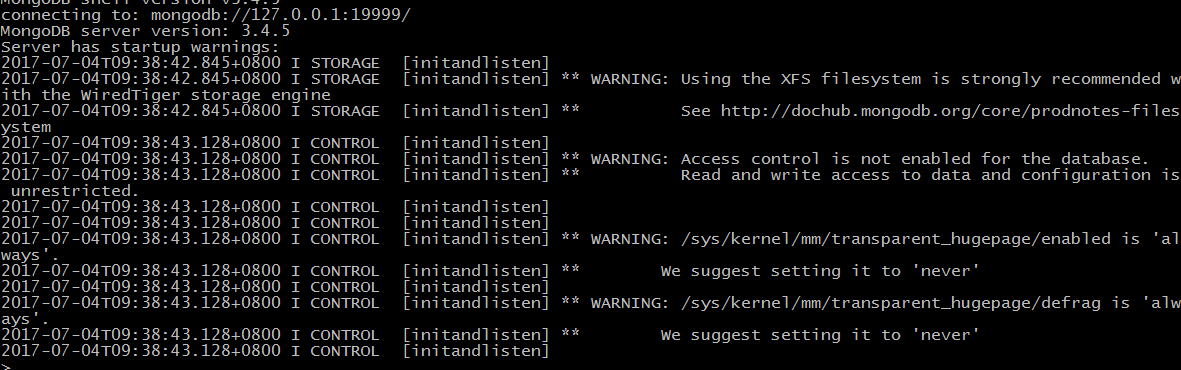 MongoDB shell version v3.4.5
connecting to: mongodb://127.0.0.1:19999/
MongoDB server version: 3.4.5
Server has startup warnings:
2017-07-04T09:38:42.845+0800 I STORAGE  [initandlisten]
2017-07-04T09:38:42.845+0800 I STORAGE  [initandlisten] ** WARNING: Using the XFS filesystem is strongly recommended w
ith the WiredTiger storage engine
2017-07-04T09:38:42.845+0800 I STORAGE  [initandlisten] **          See http://dochub.mongodb.org/core/prodnotes-files
ystem
2017-07-04T09:38:43.128+0800 I CONTROL  [initandlisten]
2017-07-04T09:38:43.128+0800 I CONTROL  [initandlisten] ** WARNING: Access control is not enabled for the database.
2017-07-04T09:38:43.128+0800 I CONTROL  [initandlisten] **          Read and write access to data and configuration is
 unrestricted.
2017-07-04T09:38:43.128+0800 I CONTROL  [initandlisten]
2017-07-04T09:38:43.128+0800 I CONTROL  [initandlisten]
2017-07-04T09:38:43.128+0800 I CONTROL  [initandlisten] ** WARNING: /sys/kernel/mm/transparent_hugepage/enabled is 'al
ways'.
2017-07-04T09:38:43.128+0800 I CONTROL  [initandlisten] **        We suggest setting it to 'never'
2017-07-04T09:38:43.128+0800 I CONTROL  [initandlisten]
2017-07-04T09:38:43.128+0800 I CONTROL  [initandlisten] ** WARNING: /sys/kernel/mm/transparent_hugepage/defrag is 'alw
ays'.
2017-07-04T09:38:43.128+0800 I CONTROL  [initandlisten] **        We suggest setting it to 'never'
2017-07-04T09:38:43.128+0800 I CONTROL  [initandlisten]
>